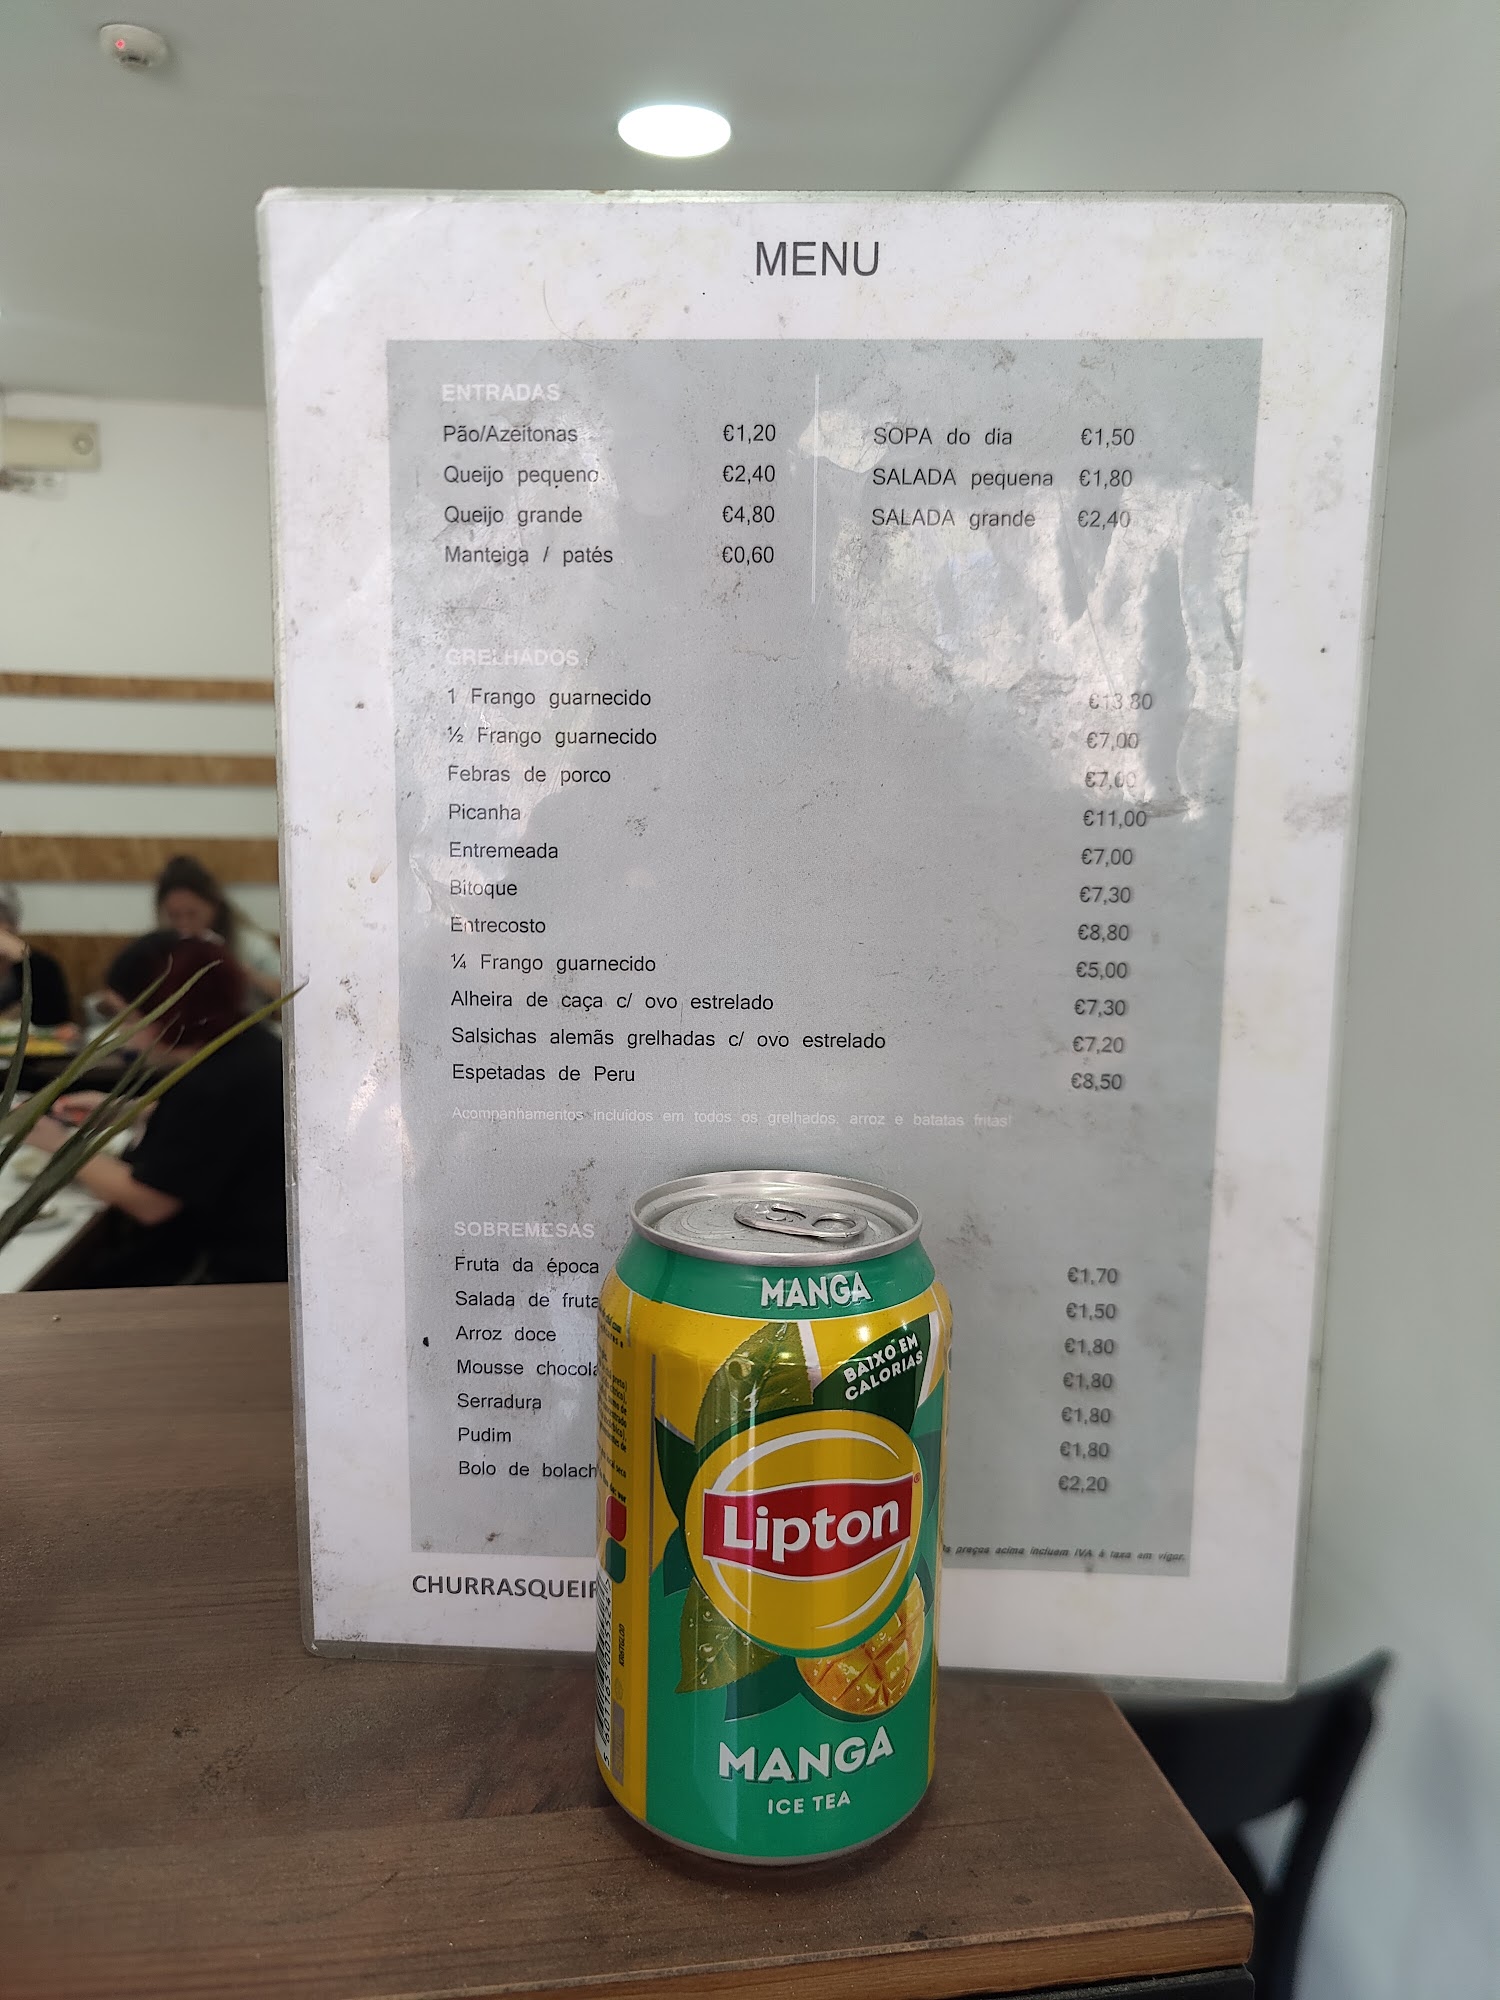 MENU
ENTRADAS
Pão/Azeitonas €1,20
Queijo pequeno €2,40
Queijo grande €4,80
Manteiga / patés €0,60
SOPA do dia €1,50
SALADA pequena €1,80
SALADA grande €2,40
GRELHADOS
1 Frango guarnecido €13,80
½ Frango guarnecido €7,00
Febras de porco €7,00
Picanha €11,00
Entremeada €7,00
Bitoque €7,30
Entrecosto €8,80
¼ Frango guarnecido €5,00
Alheira de caça c/ ovo estrelado €7,30
Salsichas alemãs grelhadas c/ ovo estrelado €7,20
Espetadas de Peru €8,50
Acompanhamentos incluídos em todos os grelhados: arroz e batatas fritas!
SOBREMESAS
Fruta da época €1,70
Salada de fruta €1,50
Arroz doce €1,80
Mousse chocola €1,80
Serradura €1,80
Pudim €1,80
Bolo de bolach €2,20
preços acima incluem IVA à taxa em vigor.
CHURRASQUEIR
MANGA
BAIXO EM
CALORIAS
Lipton
MANGA
ICE TEA